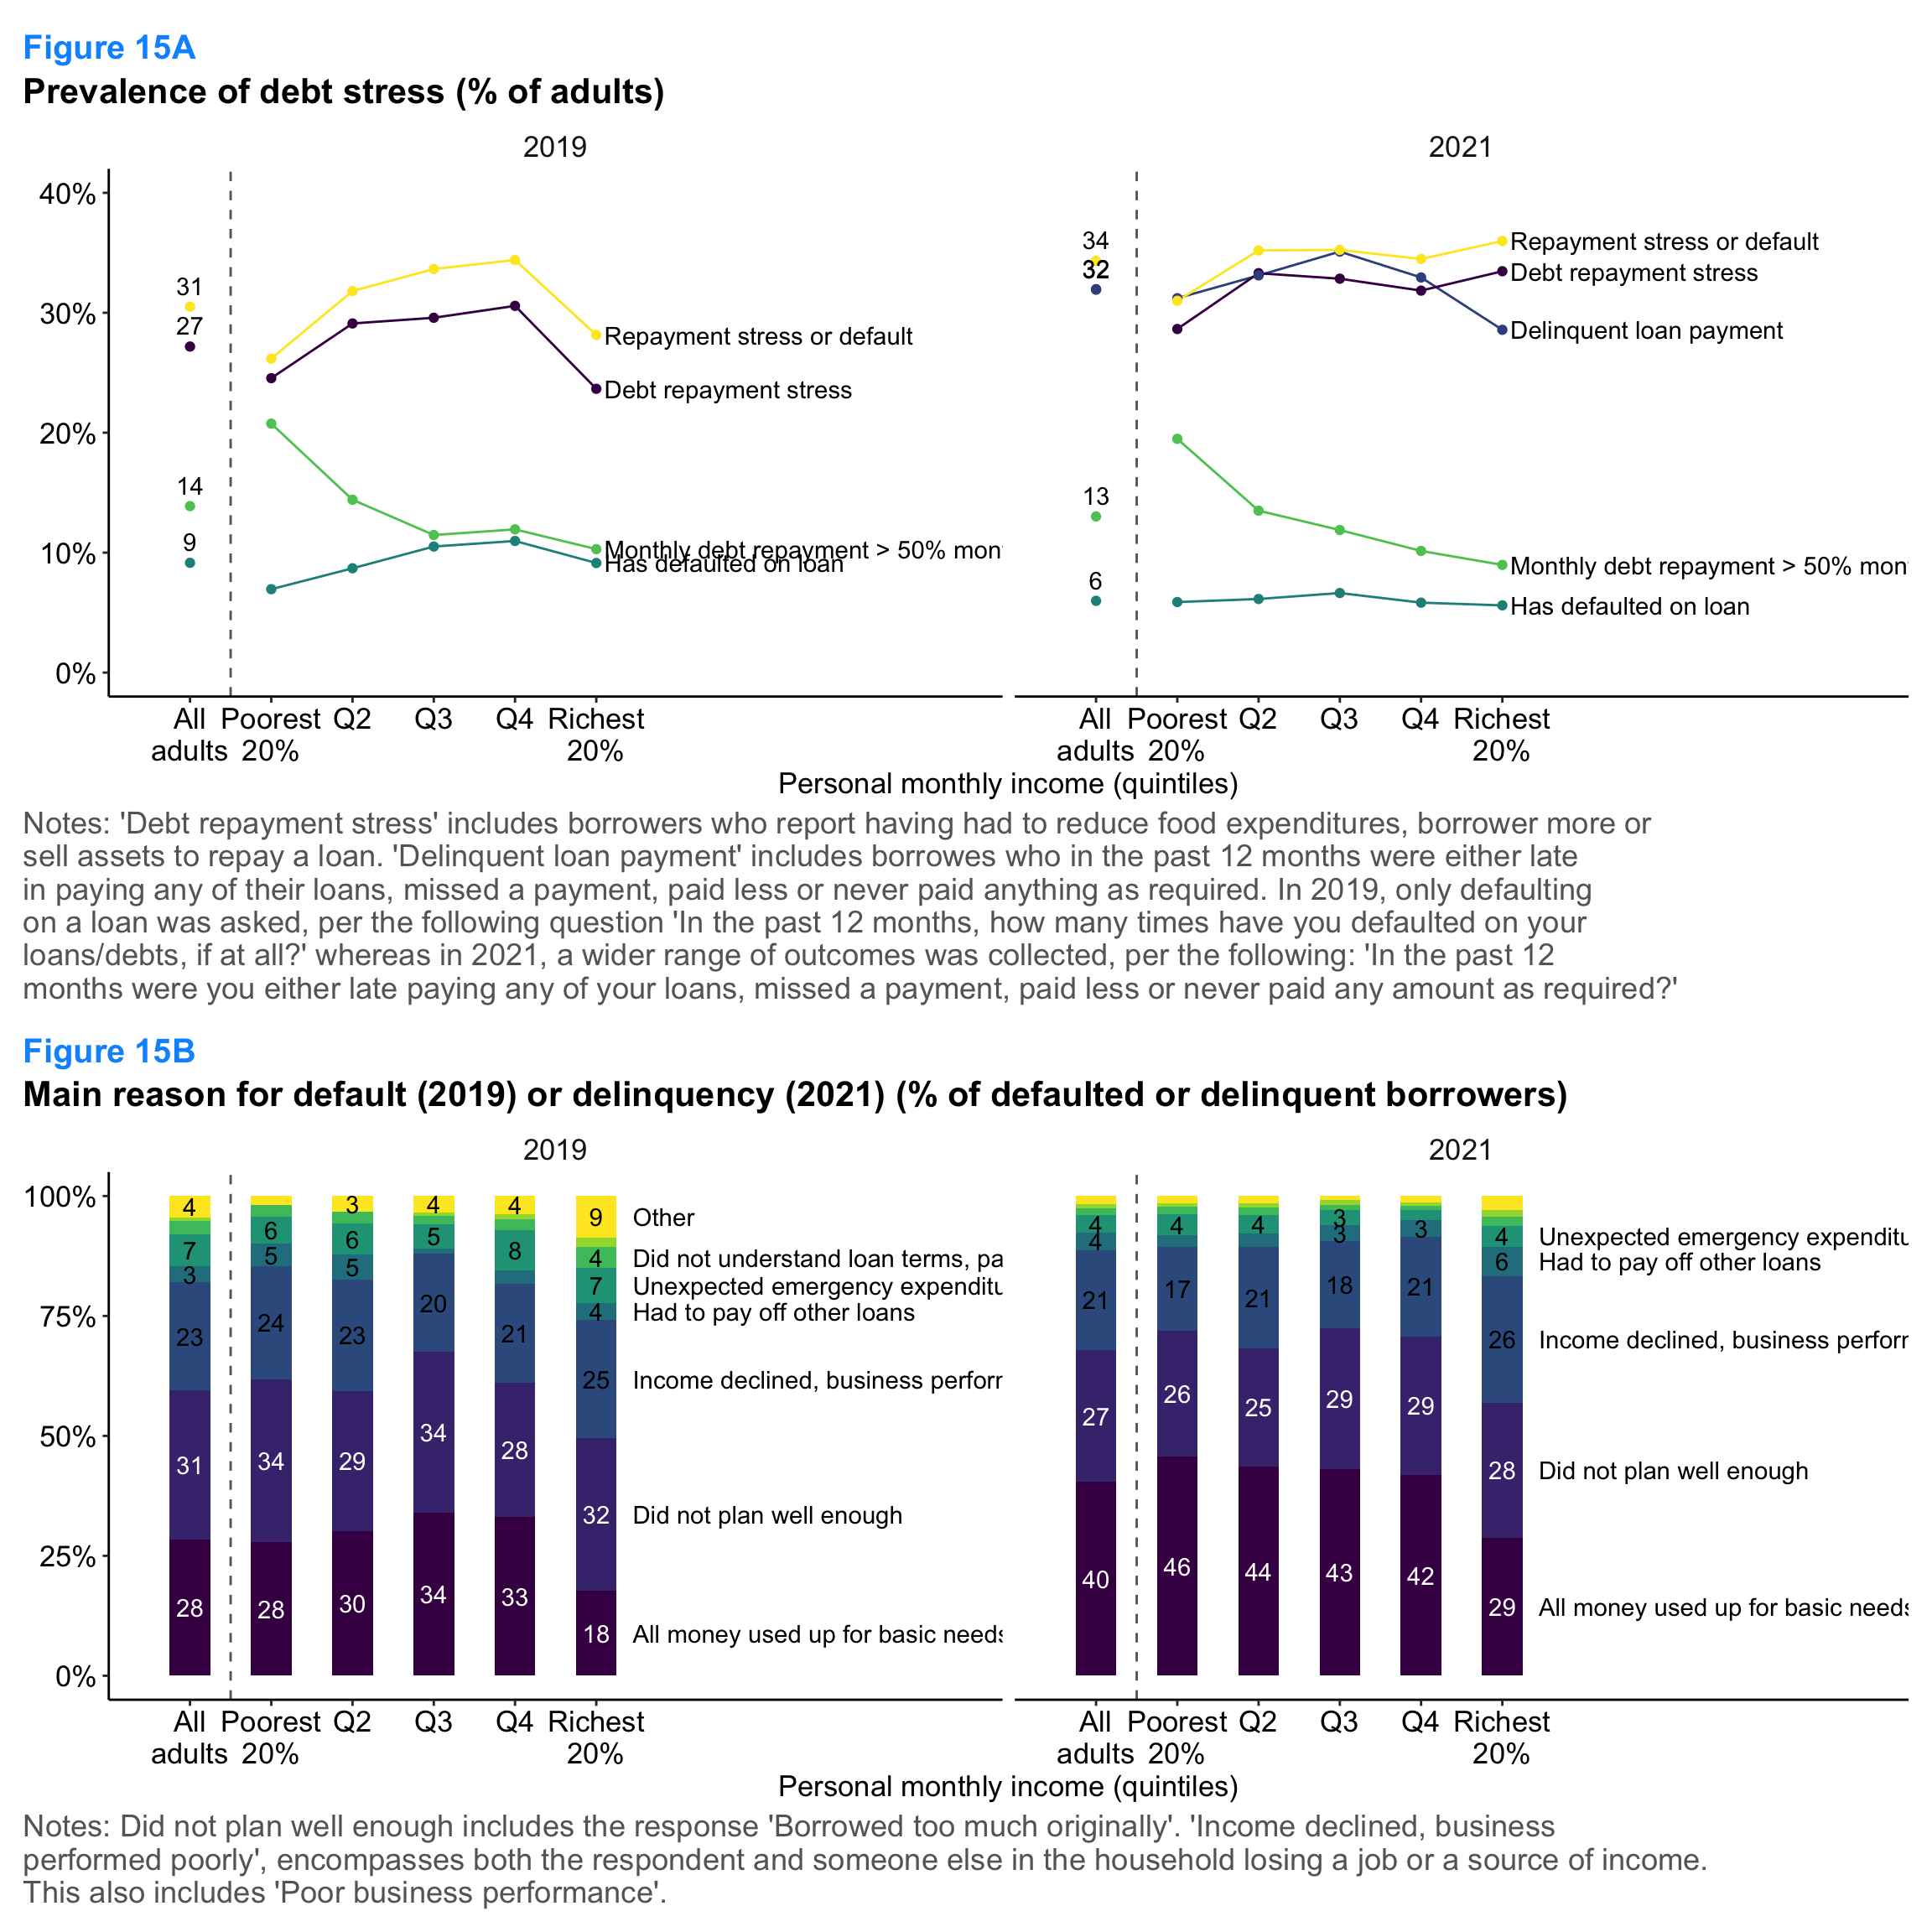 Figure 15A
Prevalence of debt stress (% of adults)
2019
2021
40%
30%
20%
10%
0%
31
27
14
9
Repayment stress or default
Debt repayment stress
Monthly debt repayment > 50% mon
Has defaulted on loan
34
32
13
6
Repayment stress or default
Debt repayment stress
Delinquent loan payment
Monthly debt repayment > 50% mon
Has defaulted on loan
All Poorest Q2 Q3 Q4 Richest
adults 20% 20%
All Poorest Q2 Q3 Q4 Richest
adults 20% 20%
Personal monthly income (quintiles)
Notes: 'Debt repayment stress' includes borrowers who report having had to reduce food expenditures, borrower more or
sell assets to repay a loan. 'Delinquent loan payment' includes borrowes who in the past 12 months were either late
in paying any of their loans, missed a payment, paid less or never paid anything as required. In 2019, only defaulting
on a loan was asked, per the following question 'In the past 12 months, how many times have you defaulted on your
loans/debts, if at all?' whereas in 2021, a wider range of outcomes was collected, per the following: 'In the past 12
months were you either late paying any of your loans, missed a payment, paid less or never paid any amount as required?'
Figure 15B
Main reason for default (2019) or delinquency (2021) (% of defaulted or delinquent borrowers)
2019
2021
100%
75%
50%
25%
0%
4
7
3
23
31
28
6
5
24
34
28
3
6
5
23
29
30
4
5
20
34
34
4
8
21
28
33
9
4
7
4
25
32
18
Other
Did not understand loan terms, pa
Unexpected emergency expenditu
Had to pay off other loans
Income declined, business perforr
Did not plan well enough
All money used up for basic needs
4
4
21
27
40
4
17
26
46
4
21
25
44
3
3
18
29
43
3
21
29
42
4
6
26
28
29
Unexpected emergency expenditu
Had to pay off other loans
Income declined, business perforr
Did not plan well enough
All money used up for basic needs
All Poorest Q2 Q3 Q4 Richest
adults 20% 20%
All Poorest Q2 Q3 Q4 Richest
adults 20% 20%
Personal monthly income (quintiles)
Notes: Did not plan well enough includes the response 'Borrowed too much originally'. 'Income declined, business
performed poorly', encompasses both the respondent and someone else in the household losing a job or a source of income.
This also includes 'Poor business performance'.